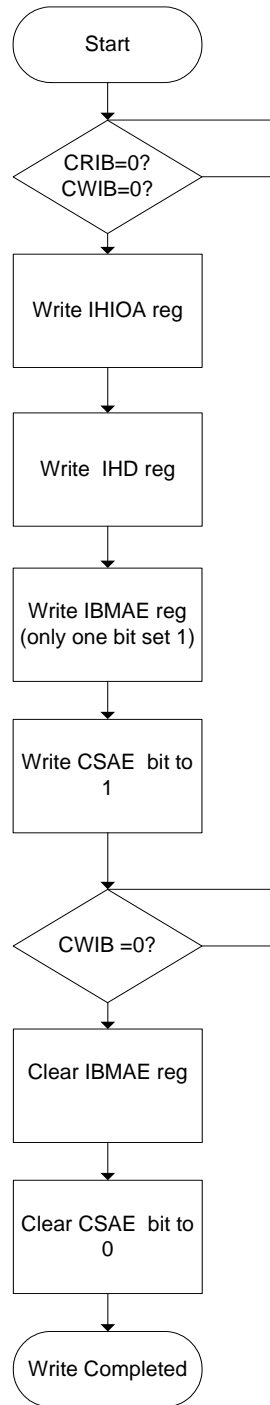 Start
CRIB=0?
CWIB=0?
Write IHIOA reg
Write  IHD reg
Write IBMAE reg
(only one bit set 1)
Write CSAE  bit to
1
CWIB =0?
Clear IBMAE reg
Clear CSAE  bit to
0
Write Completed